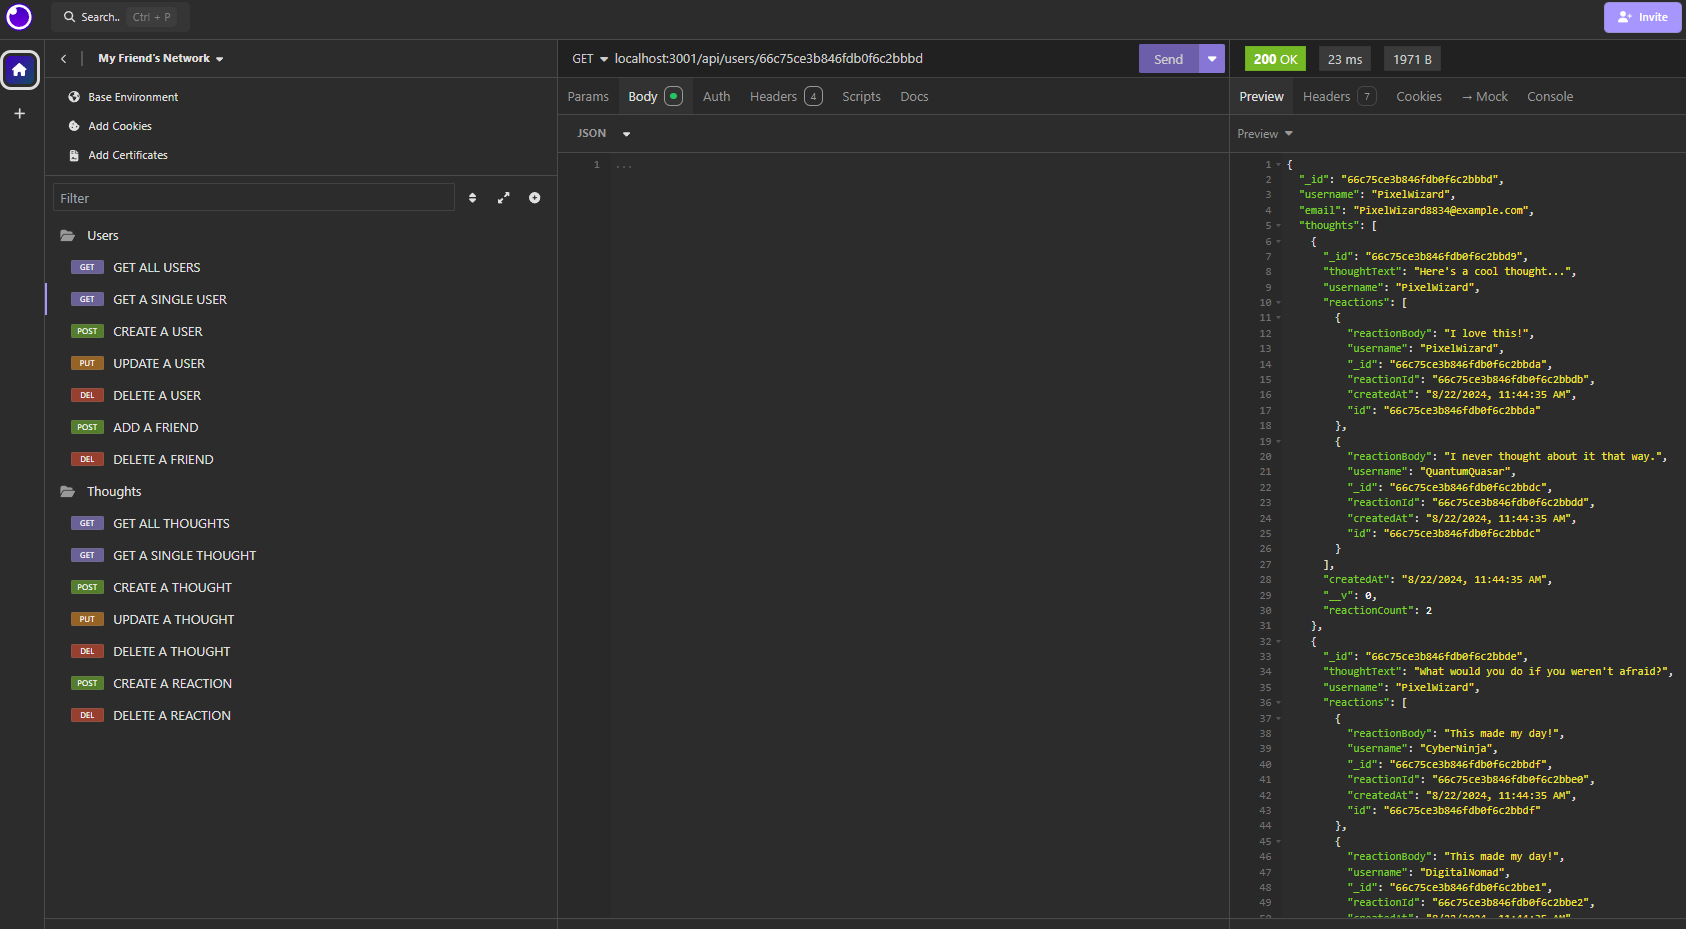 Search.. Ctrl + P
Invite
My Friend's Network
Base Environment
Add Cookies
Add Certificates
Filter
Users
GET GET ALL USERS
GET GET A SINGLE USER
POST CREATE A USER
PUT UPDATE A USER
DEL DELETE A USER
POST ADD A FRIEND
DEL DELETE A FRIEND
Thoughts
GET GET ALL THOUGHTS
GET GET A SINGLE THOUGHT
POST CREATE A THOUGHT
PUT UPDATE A THOUGHT
DEL DELETE A THOUGHT
POST CREATE A REACTION
DEL DELETE A REACTION
GET localhost:3001/api/users/66c75ce3b846fdb0f6c2bbbd Send
Params Body Auth Headers 4 Scripts Docs
JSON
1 ...
200 OK 23 ms 1971 B
Preview Headers 7 Cookies → Mock Console
Preview
1 {
2 "_id": "66c75ce3b846fdb0f6c2bbbd",
3 "username": "PixelWizard",
4 "email": "PixelWizard8834@example.com",
5 "thoughts": [
6 {
7 "_id": "66c75ce3b846fdb0f6c2bbd9",
8 "thoughtText": "Here's a cool thought...",
9 "username": "PixelWizard",
10 "reactions": [
11 {
12 "reactionBody": "I love this!",
13 "username": "PixelWizard",
14 "_id": "66c75ce3b846fdb0f6c2bbda",
15 "reactionId": "66c75ce3b846fdb0f6c2bbdb",
16 "createdAt": "8/22/2024, 11:44:35 AM",
17 "id": "66c75ce3b846fdb0f6c2bbda"
18 },
19 {
20 "reactionBody": "I never thought about it that way.",
21 "username": "QuantumQuasar",
22 "_id": "66c75ce3b846fdb0f6c2bbdc",
23 "reactionId": "66c75ce3b846fdb0f6c2bbdd",
24 "createdAt": "8/22/2024, 11:44:35 AM",
25 "id": "66c75ce3b846fdb0f6c2bbdc"
26 }
27 ],
28 "createdAt": "8/22/2024, 11:44:35 AM",
29 "__v": 0,
30 "reactionCount": 2
31 },
32 {
33 "_id": "66c75ce3b846fdb0f6c2bbde",
34 "thoughtText": "What would you do if you weren't afraid?",
35 "username": "PixelWizard",
36 "reactions": [
37 {
38 "reactionBody": "This made my day!",
39 "username": "CyberNinja",
40 "_id": "66c75ce3b846fdb0f6c2bbdf",
41 "reactionId": "66c75ce3b846fdb0f6c2bbe0",
42 "createdAt": "8/22/2024, 11:44:35 AM",
43 "id": "66c75ce3b846fdb0f6c2bbdf"
44 },
45 {
46 "reactionBody": "This made my day!",
47 "username": "DigitalNomad",
48 "_id": "66c75ce3b846fdb0f6c2bbe1",
49 "reactionId": "66c75ce3b846fdb0f6c2bbe2",
50 "createdAt": "8/22/2024, 11:44:35 AM",